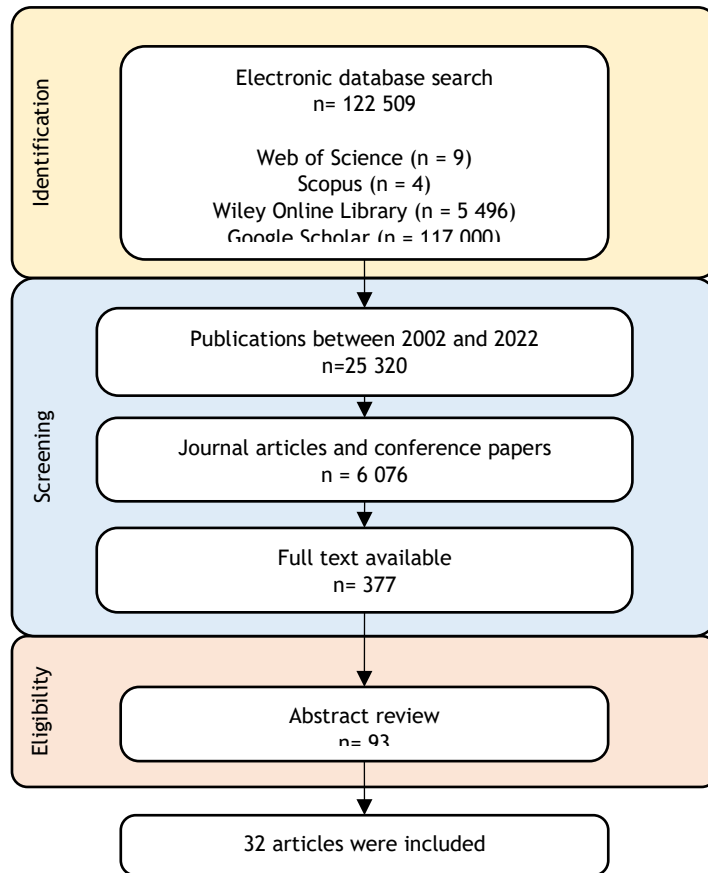 Identification
Electronic database search
n= 122 509
Web of Science (n = 9)
Scopus (n = 4)
Wiley Online Library (n = 5 496)
Google Scholar (n = 117 000)
Screening
Publications between 2002 and 2022
n=25 320
Journal articles and conference papers
n = 6 076
Full text available
n= 377
Eligibility
Abstract review
n= 93
32 articles were included